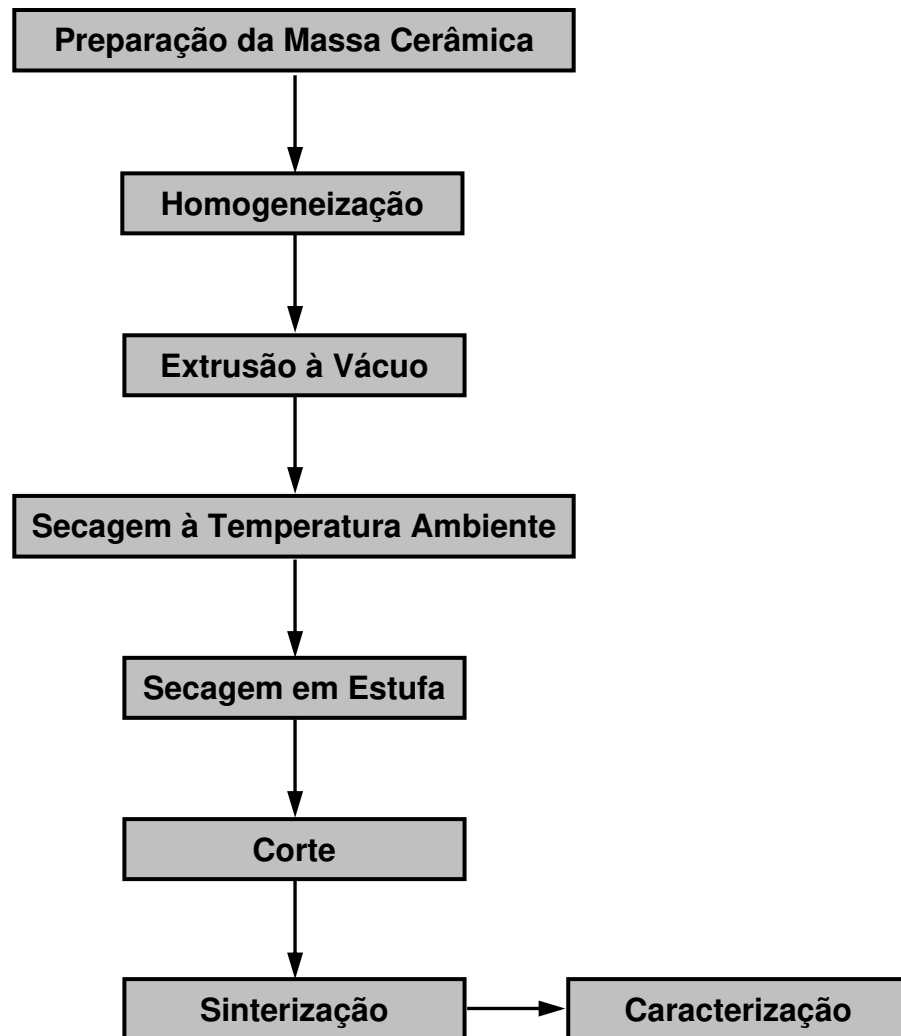 Preparação da Massa Cerâmica
Homogeneização
Extrusão à Vácuo
Secagem à Temperatura Ambiente
Secagem em Estufa
Corte
Sinterização
Caracterização